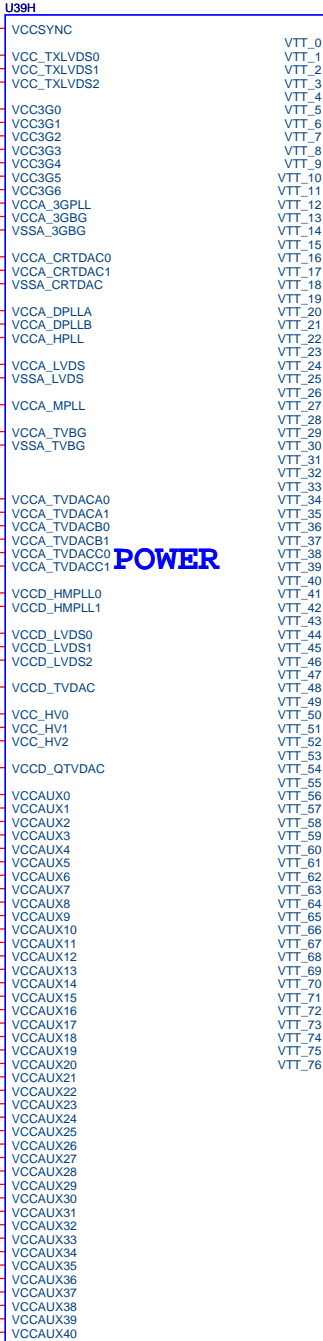 U39H
VCCSYNC
VCC_TXLVDS0
VCC_TXLVDS1
VCC_TXLVDS2
VCC3G0
VCC3G1
VCC3G2
VCC3G3
VCC3G4
VCC3G5
VCC3G6
VCCA_3GPLL
VCCA_3GBG
VSSA_3GBG
VCCA_CRTDAC0
VCCA_CRTDAC1
VSSA_CRTDAC
VCCA_DPLLA
VCCA_DPLLB
VCCA_HPLL
VCCA_LVDS
VSSA_LVDS
VCCA_MPLL
VCCA_TVBG
VSSA_TVBG
VCCA_TVDACA0
VCCA_TVDACA1
VCCA_TVDACB0
VCCA_TVDACB1
VCCA_TVDACC0
VCCA_TVDACC1
VCCD_HMPLL0
VCCD_HMPLL1
VCCD_LVDS0
VCCD_LVDS1
VCCD_LVDS2
VCCD_TVDAC
VCC_HV0
VCC_HV1
VCC_HV2
VCCD_QTVDAC
VCCAUX0
VCCAUX1
VCCAUX2
VCCAUX3
VCCAUX4
VCCAUX5
VCCAUX6
VCCAUX7
VCCAUX8
VCCAUX9
VCCAUX10
VCCAUX11
VCCAUX12
VCCAUX13
VCCAUX14
VCCAUX15
VCCAUX16
VCCAUX17
VCCAUX18
VCCAUX19
VCCAUX20
VCCAUX21
VCCAUX22
VCCAUX23
VCCAUX24
VCCAUX25
VCCAUX26
VCCAUX27
VCCAUX28
VCCAUX29
VCCAUX30
VCCAUX31
VCCAUX32
VCCAUX33
VCCAUX34
VCCAUX35
VCCAUX36
VCCAUX37
VCCAUX38
VCCAUX39
VCCAUX40
POWER
VTT_0
VTT_1
VTT_2
VTT_3
VTT_4
VTT_5
VTT_6
VTT_7
VTT_8
VTT_9
VTT_10
VTT_11
VTT_12
VTT_13
VTT_14
VTT_15
VTT_16
VTT_17
VTT_18
VTT_19
VTT_20
VTT_21
VTT_22
VTT_23
VTT_24
VTT_25
VTT_26
VTT_27
VTT_28
VTT_29
VTT_30
VTT_31
VTT_32
VTT_33
VTT_34
VTT_35
VTT_36
VTT_37
VTT_38
VTT_39
VTT_40
VTT_41
VTT_42
VTT_43
VTT_44
VTT_45
VTT_46
VTT_47
VTT_48
VTT_49
VTT_50
VTT_51
VTT_52
VTT_53
VTT_54
VTT_55
VTT_56
VTT_57
VTT_58
VTT_59
VTT_60
VTT_61
VTT_62
VTT_63
VTT_64
VTT_65
VTT_66
VTT_67
VTT_68
VTT_69
VTT_70
VTT_71
VTT_72
VTT_73
VTT_74
VTT_75
VTT_76